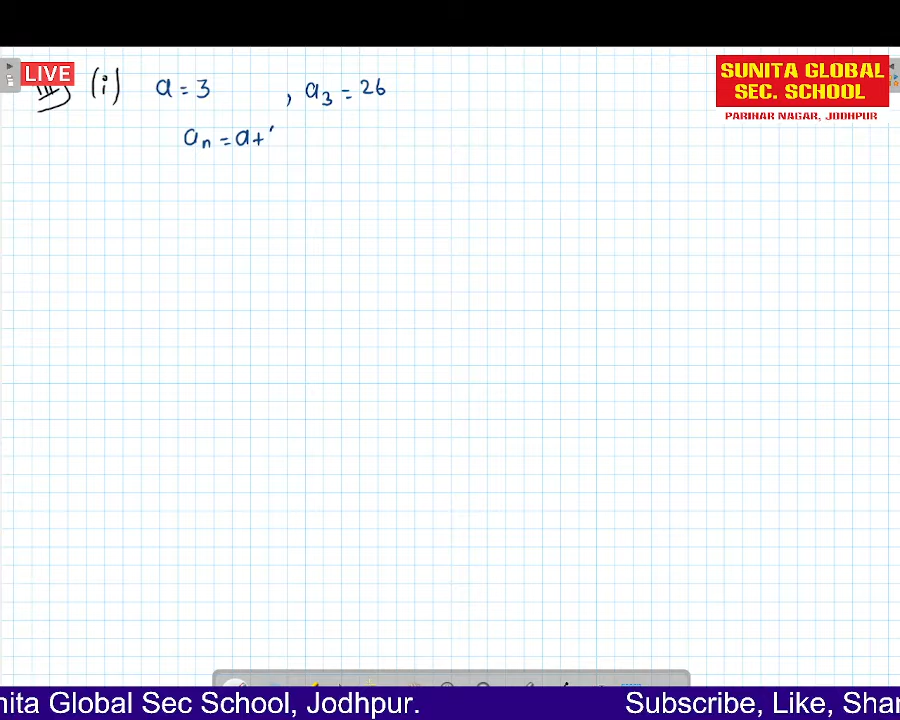 LIVE
(i) a = 3 , a₃ = 26
aₙ = a +
SUNITA GLOBAL
SEC. SCHOOL
PARIHAR NAGAR, JODHPUR
nita Global Sec School, Jodhpur. Subscribe, Like, Shar